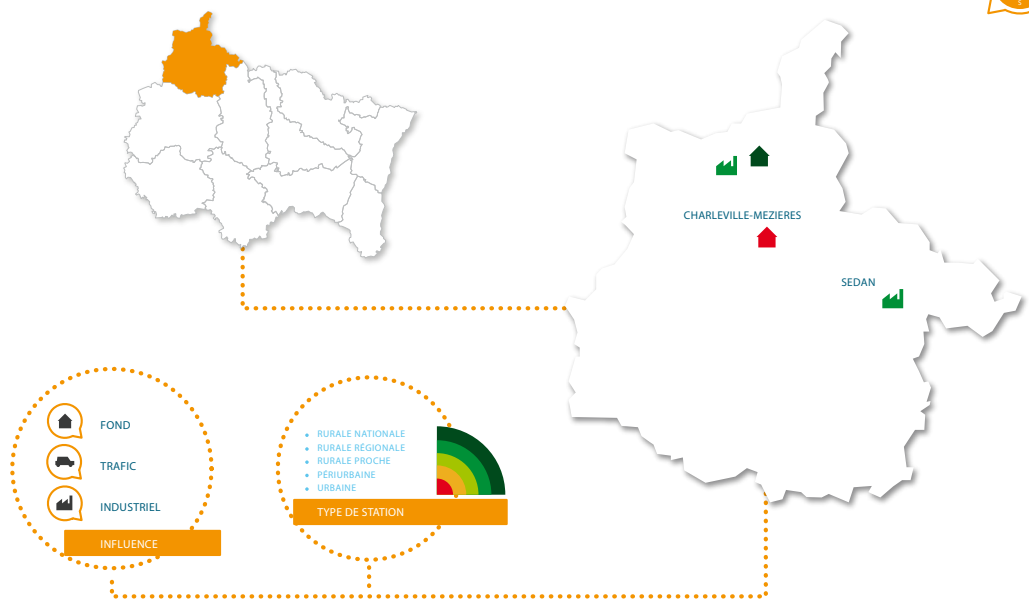 S
CHARLEVILLE-MEZIERES
SEDAN
FOND
TRAFIC
INDUSTRIEL
INFLUENCE
• RURALE NATIONALE
• RURALE RÉGIONALE
• RURALE PROCHE
• PÉRIURBAINE
• URBAINE
TYPE DE STATION